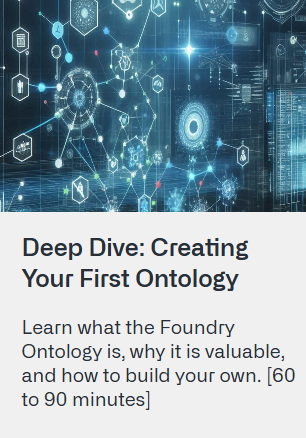 Deep Dive: Creating
Your First Ontology
Learn what the Foundry
Ontology is, why it is valuable,
and how to build your own. [60
to 90 minutes]